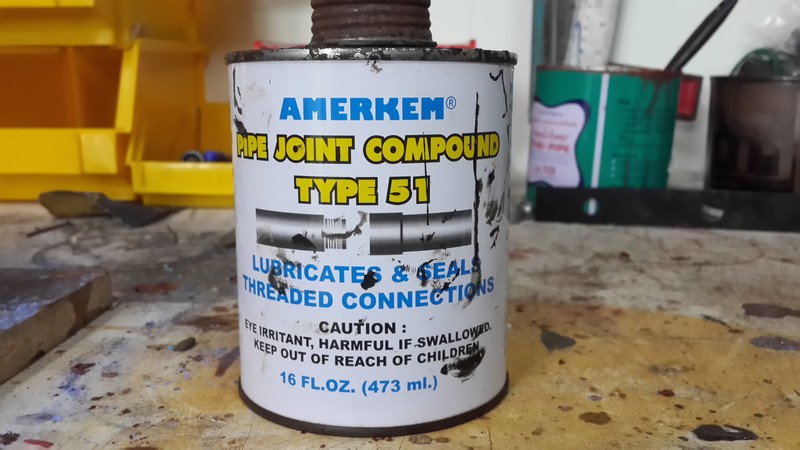 AMERKEM®
PIPE JOINT COMPOUND
TYPE 51
LUBRICATES & SEALS
THREADED CONNECTIONS
CAUTION :
EYE IRRITANT, HARMFUL IF SWALLOWED.
KEEP OUT OF REACH OF CHILDREN
16 FL.OZ. (473 ml.)